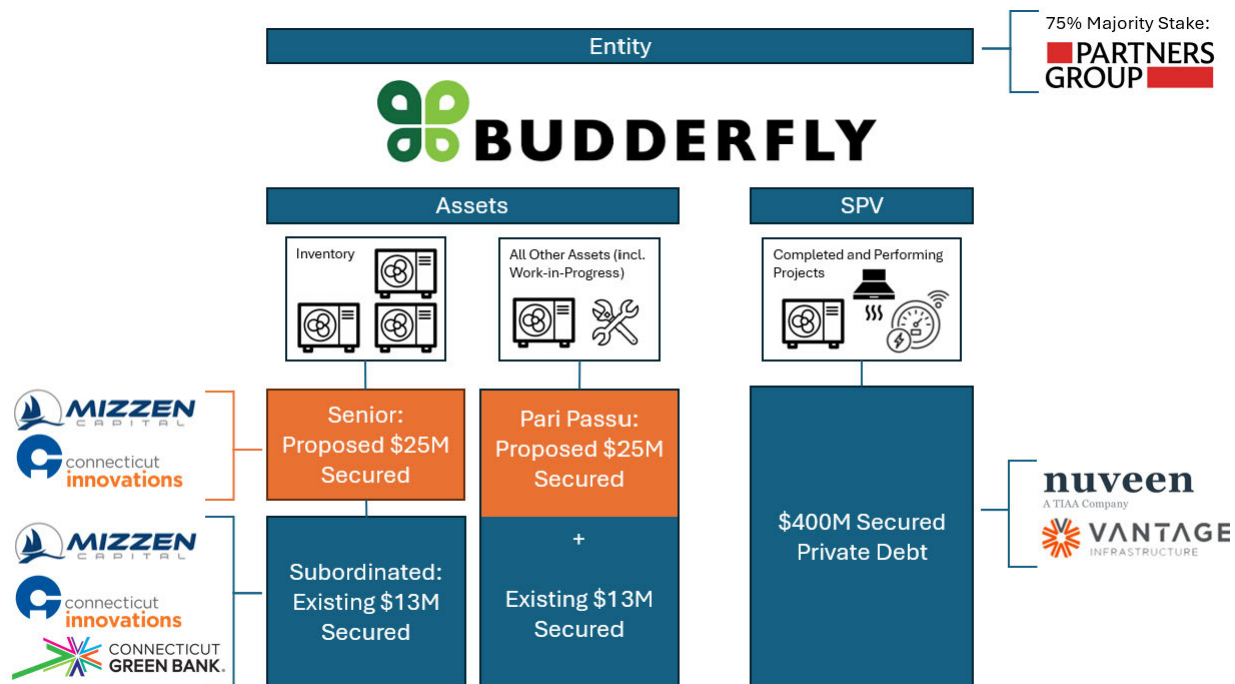 75% Majority Stake:
Entity
PARTNERS
GROUP
BUDDERFLY
Assets
SPV
Inventory
All Other Assets (incl.
Work-in-Progress)
Completed and Performing
Projects
MIZZEN
CAPITAL
connecticut
innovations
Senior:
Proposed $25M
Secured
Pari Passu:
Proposed $25M
Secured
MIZZEN
CAPITAL
connecticut
innovations
CONNECTICUT
GREEN BANK.
Subordinated:
Existing $13M
Secured
+
Existing $13M
Secured
$400M Secured
Private Debt
nuveen
A TIAA Company
VANTAGE
INFRASTRUCTURE